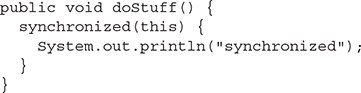 public void doStuff() {
  synchronized(this) {
    System.out.println("synchronized");
  }
}